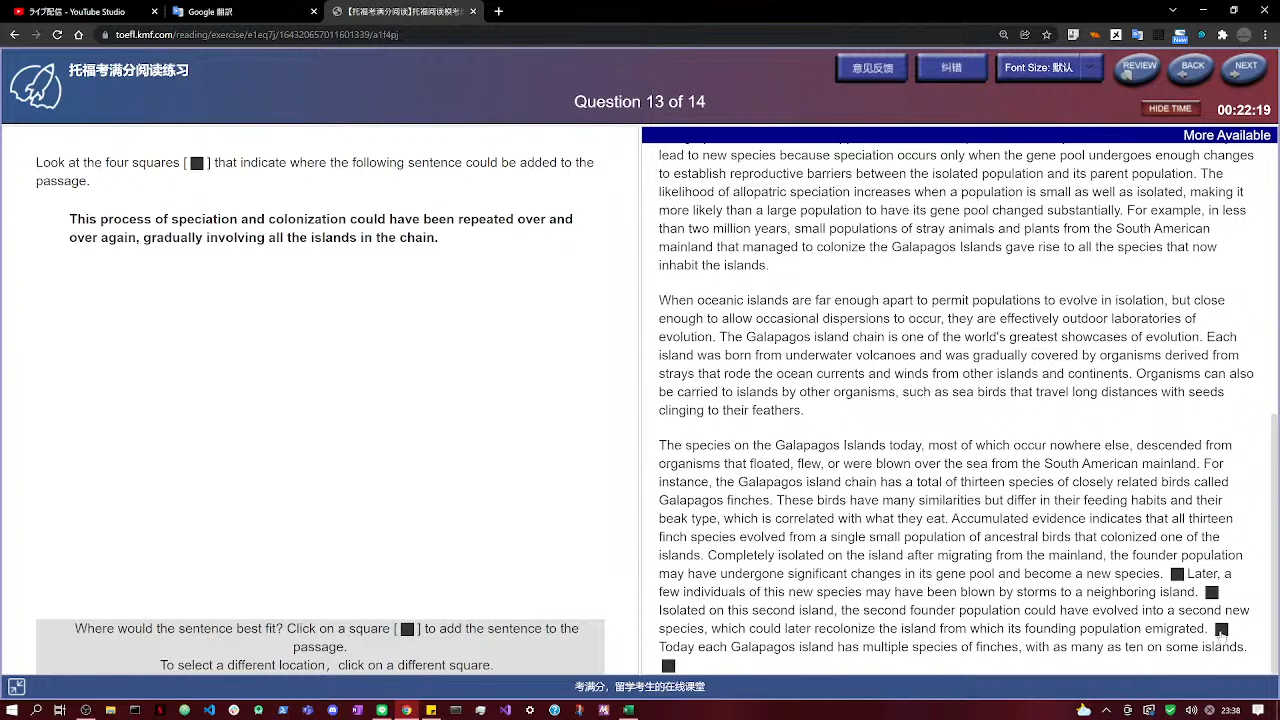 ライブ配信 - YouTube Studio
Google 翻訳
【托福考满分阅读】托福阅读模考
toefl.kmf.com/reading/exercise/e1eq7j/164320657011601339/a1f4pj
托福考满分阅读练习
意见反馈
纠错
Font Size: 默认
REVIEW
BACK
NEXT
Question 13 of 14
HIDE TIME
00:22:19
More Available
Look at the four squares [ ■ ] that indicate where the following sentence could be added to the
passage.
This process of speciation and colonization could have been repeated over and
over again, gradually involving all the islands in the chain.
Where would the sentence best fit? Click on a square [ ■ ] to add the sentence to the
passage.
To select a different location, click on a different square.
lead to new species because speciation occurs only when the gene pool undergoes enough changes
to establish reproductive barriers between the isolated population and its parent population. The
likelihood of allopatric speciation increases when a population is small as well as isolated, making it
more likely than a large population to have its gene pool changed substantially. For example, in less
than two million years, small populations of stray animals and plants from the South American
mainland that managed to colonize the Galapagos Islands gave rise to all the species that now
inhabit the islands.
When oceanic islands are far enough apart to permit populations to evolve in isolation, but close
enough to allow occasional dispersions to occur, they are effectively outdoor laboratories of
evolution. The Galapagos island chain is one of the world's greatest showcases of evolution. Each
island was born from underwater volcanoes and was gradually covered by organisms derived from
strays that rode the ocean currents and winds from other islands and continents. Organisms can also
be carried to islands by other organisms, such as sea birds that travel long distances with seeds
clinging to their feathers.
The species on the Galapagos Islands today, most of which occur nowhere else, descended from
organisms that floated, flew, or were blown over the sea from the South American mainland. For
instance, the Galapagos island chain has a total of thirteen species of closely related birds called
Galapagos finches. These birds have many similarities but differ in their feeding habits and their
beak type, which is correlated with what they eat. Accumulated evidence indicates that all thirteen
finch species evolved from a single small population of ancestral birds that colonized one of the
islands. Completely isolated on the island after migrating from the mainland, the founder population
may have undergone significant changes in its gene pool and become a new species. ■ Later, a
few individuals of this new species may have been blown by storms to a neighboring island. ■
Isolated on this second island, the second founder population could have evolved into a second new
species, which could later recolonize the island from which its founding population emigrated. ■
Today each Galapagos island has multiple species of finches, with as many as ten on some islands.
■
考满分，留学考生的在线课堂
23:38